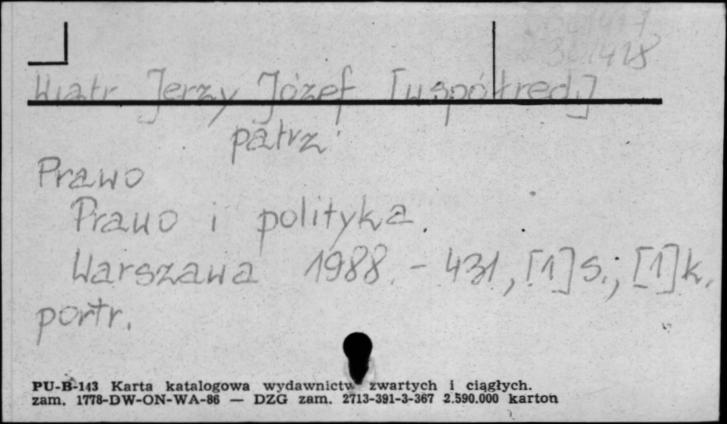 Wiatr Jerzy Józef [współred.]
patrz:
Prawo
Prawo i polityka.
Warszawa 1988. - 431, [1] s.; [1] k.
portr.
PU-B-143 Karta katalogowa wydawnictw zwartych i ciągłych.
zam. 1778-DW-ON-WA-86 — DZG zam. 2713-391-3-367 2.590.000 karton